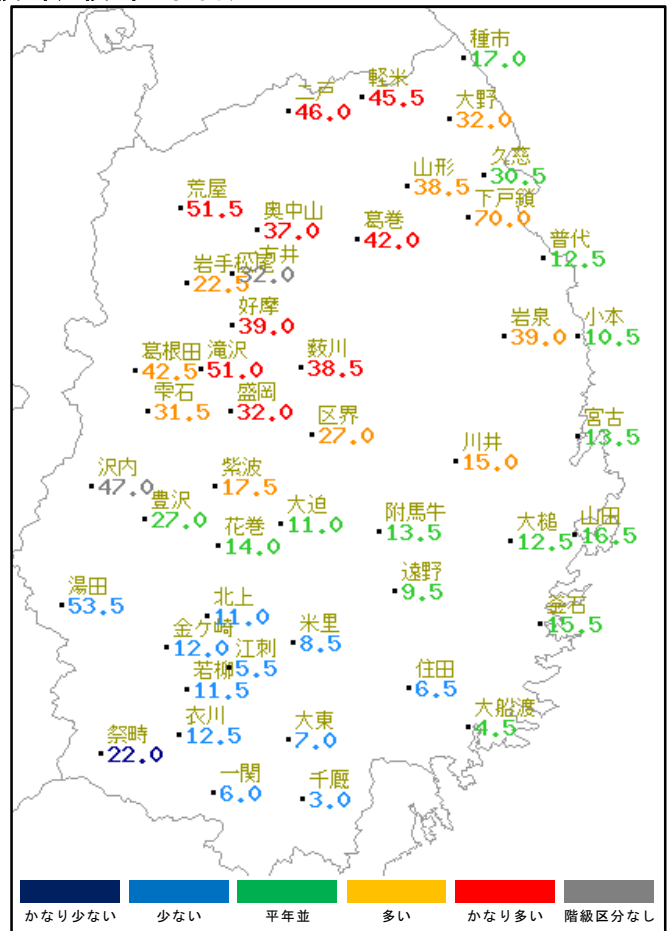 種市
17.0
軽米
45.5
二戸
46.0
大野
32.0
久慈
30.5
山形
38.5
下戸鎖
70.0
荒屋
51.5
奥中山
37.0
葛巻
42.0
普代
12.5
岩手松尾
22.5
井
32.0
好摩
39.0
岩泉
39.0
小本
10.5
葛根田
42.5
滝沢
51.0
薮川
38.5
雫石
31.5
盛岡
32.0
区界
27.0
宮古
13.5
川井
15.0
沢内
47.0
紫波
17.5
豊沢
27.0
大迫
11.0
花巻
14.0
附馬牛
13.5
大槌
12.5
山田
16.5
遠野
9.5
湯田
53.5
北上
11.0
釜石
15.5
金ケ崎
12.0
米里
8.5
江刺
5.5
若柳
11.5
住田
6.5
大船渡
4.5
衣川
12.5
大東
7.0
祭畤
22.0
一関
6.0
千厩
3.0
かなり少ない 少ない 平年並 多い かなり多い 階級区分なし